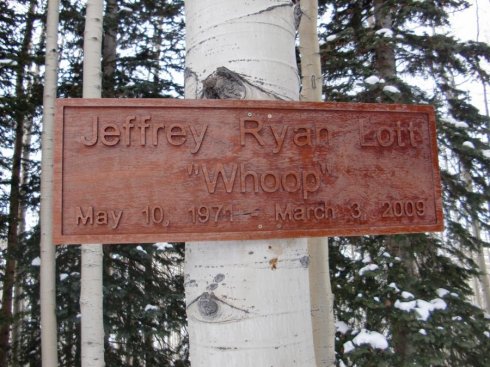 Jeffrey Ryan Lott
"Whoop"
May 10, 1971 - March 3, 2009